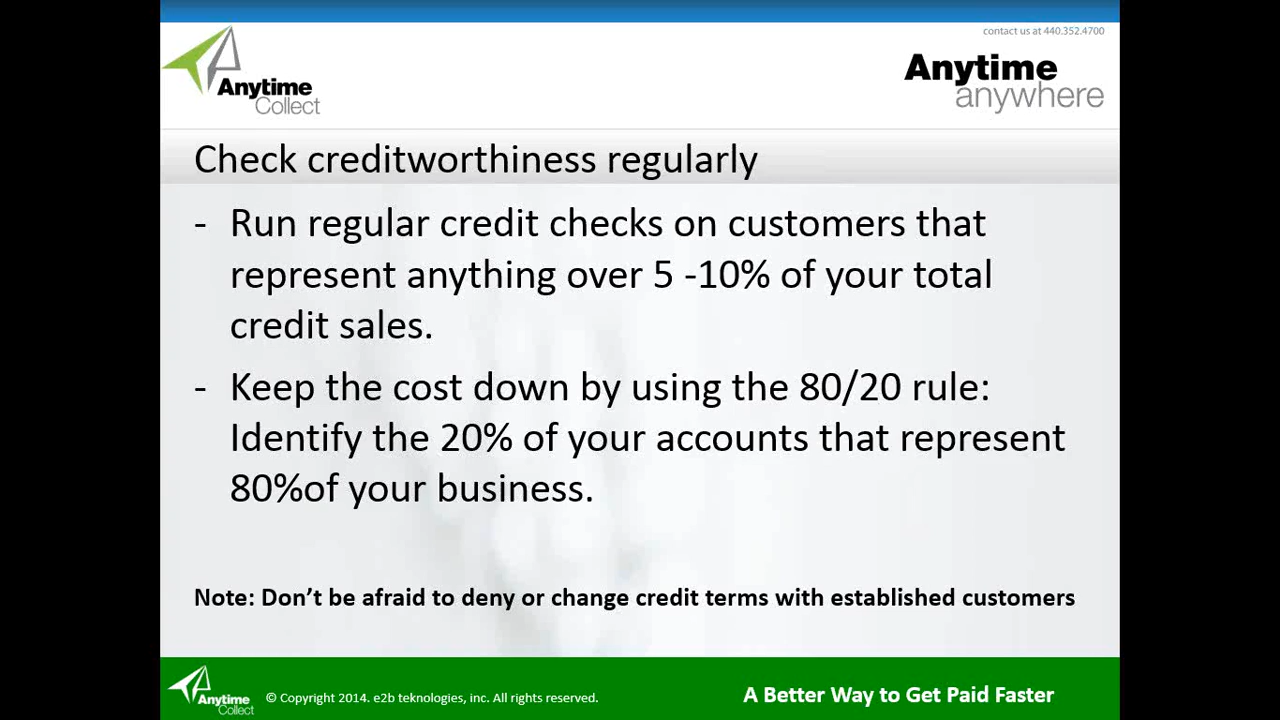 contact us at 440.352.4700
Anytime
Collect
Anytime
anywhere
Check creditworthiness regularly
- Run regular credit checks on customers that
represent anything over 5 -10% of your total
credit sales.
- Keep the cost down by using the 80/20 rule:
Identify the 20% of your accounts that represent
80%of your business.
Note: Don’t be afraid to deny or change credit terms with established customers
Anytime
Collect
© Copyright 2014. e2b teknologies, inc. All rights reserved.
A Better Way to Get Paid Faster